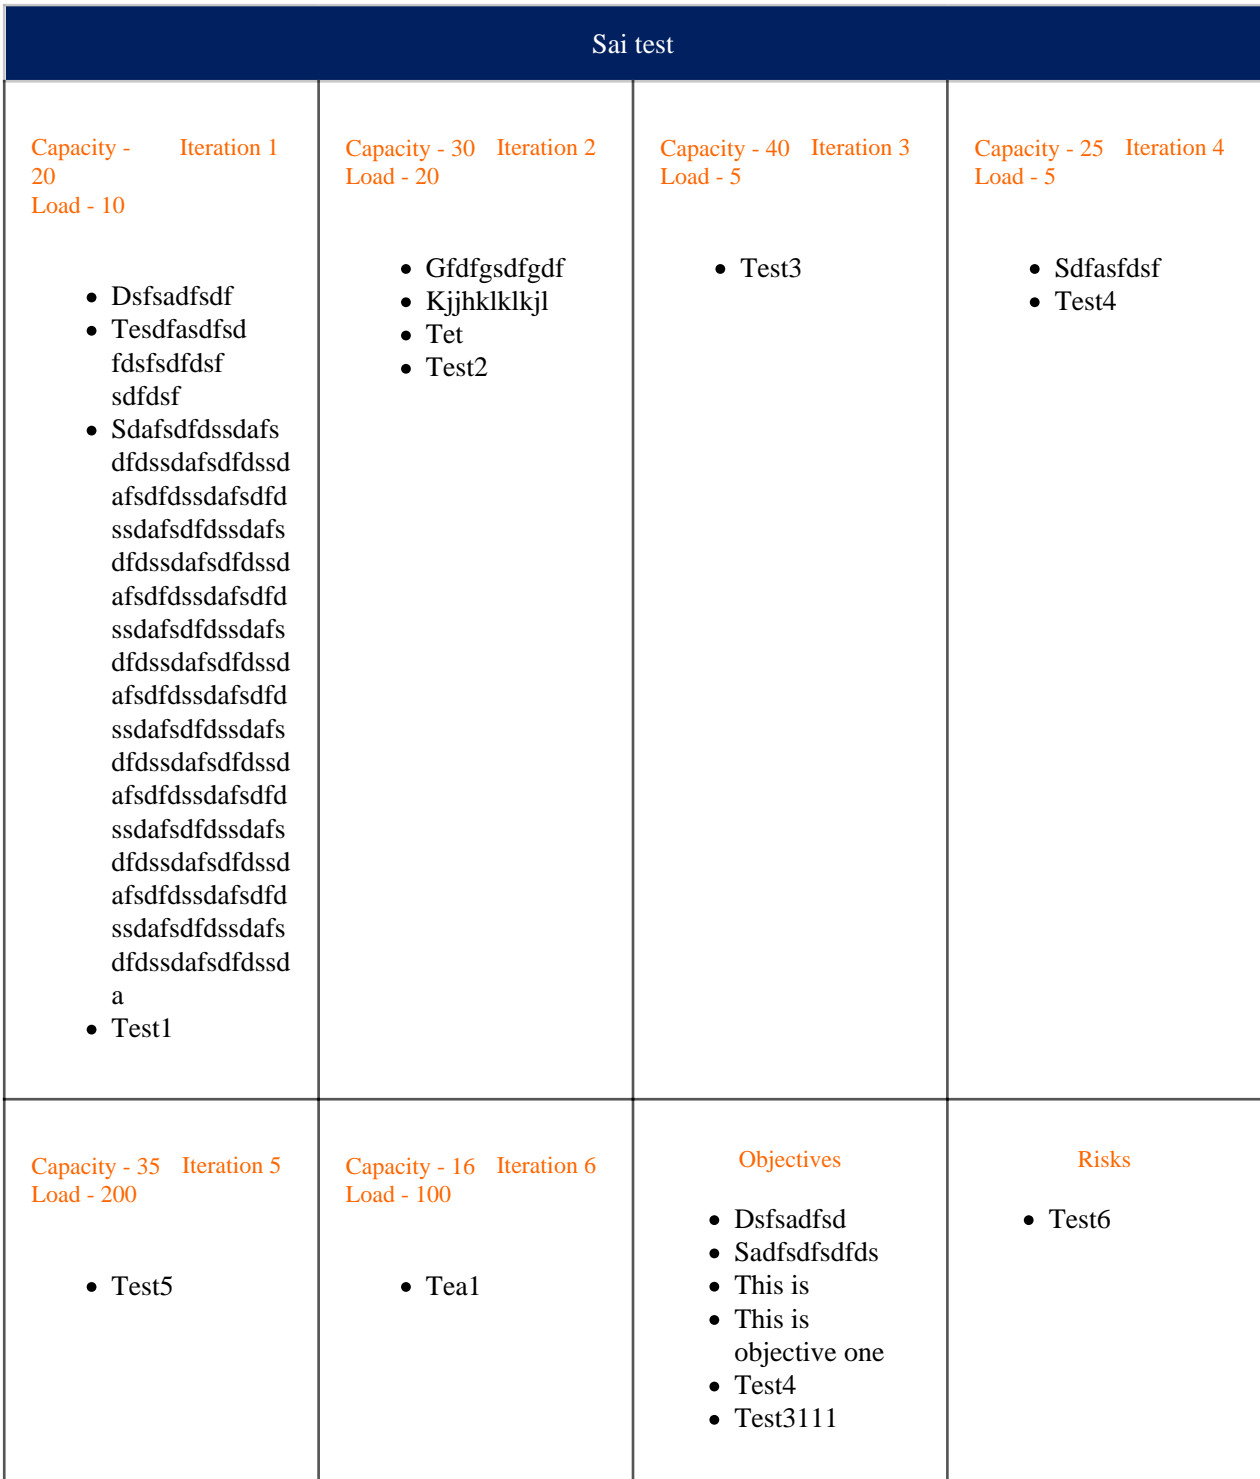 Sai test
Capacity - 20 Iteration 1
Load - 10
Dsfsadfsdf
Tesdfasdfsd
fdsfsdfdsf
sdfdsf
Sdafsdfdssdafs
dfdssdafsdfdssd
afsdfdssdafsdfd
ssdafsdfdssdafs
dfdssdafsdfdssd
afsdfdssdafsdfd
ssdafsdfdssdafs
dfdssdafsdfdssd
afsdfdssdafsdfd
ssdafsdfdssdafs
dfdssdafsdfdssd
afsdfdssdafsdfd
ssdafsdfdssdafs
dfdssdafsdfdssd
afsdfdssdafsdfd
ssdafsdfdssdafs
dfdssdafsdfdssd
a
Test1
Capacity - 30 Iteration 2
Load - 20
Gfdfgsdfgdf
Kjjhklklkjl
Tet
Test2
Capacity - 40 Iteration 3
Load - 5
Test3
Capacity - 25 Iteration 4
Load - 5
Sdfasfdsf
Test4
Capacity - 35 Iteration 5
Load - 200
Test5
Capacity - 16 Iteration 6
Load - 100
Tea1
Objectives
Dsfsadfsd
Sadfsdfsdfds
This is
This is
objective one
Test4
Test3111
Risks
Test6